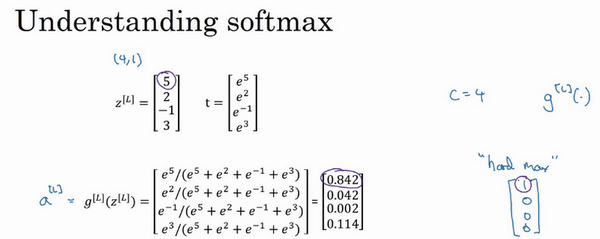 Understanding softmax
(4,1)
z[L] = [5 2 -1 3] t = [e^5 e^2 e^-1 e^3]
C=4 g[L](·)
"hard max"
[1 0 0 0]
a[L] = g[L](z[L]) = [e^5/(e^5 + e^2 + e^-1 + e^3)
e^2/(e^5 + e^2 + e^-1 + e^3)
e^-1/(e^5 + e^2 + e^-1 + e^3)
e^3/(e^5 + e^2 + e^-1 + e^3)] = [0.842
0.042
0.002
0.114]